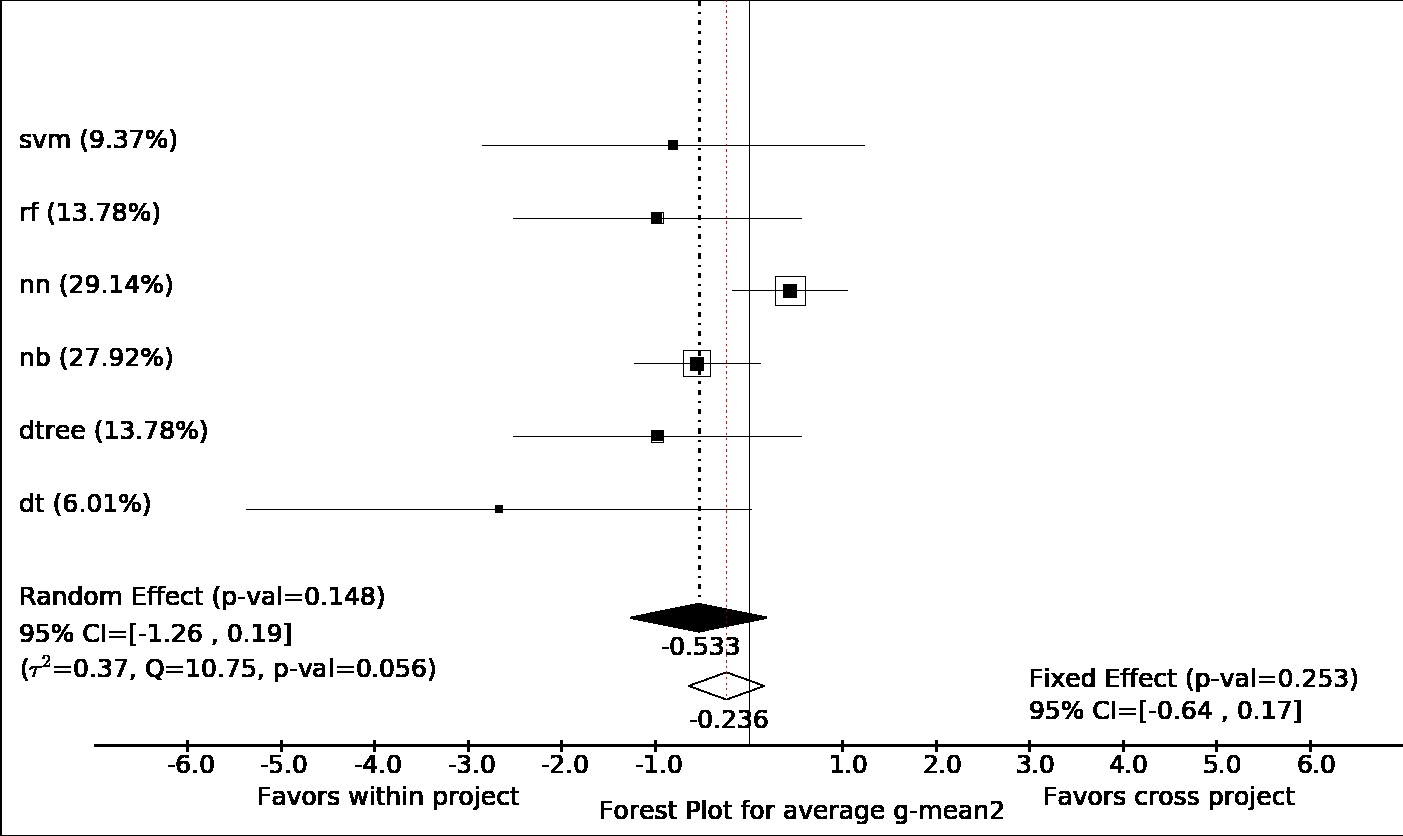 svm (9.37%)
rf (13.78%)
nn (29.14%)
nb (27.92%)
dtree (13.78%)
dt (6.01%)
Random Effect (p-val=0.148)
95% CI=[-1.26 , 0.19]
(τ²=0.37, Q=10.75, p-val=0.056)
-0.533
-0.236
Fixed Effect (p-val=0.253)
95% CI=[-0.64 , 0.17]
-6.0 -5.0 -4.0 -3.0 -2.0 -1.0 1.0 2.0 3.0 4.0 5.0 6.0
Favors within project
Forest Plot for average g-mean2
Favors cross project